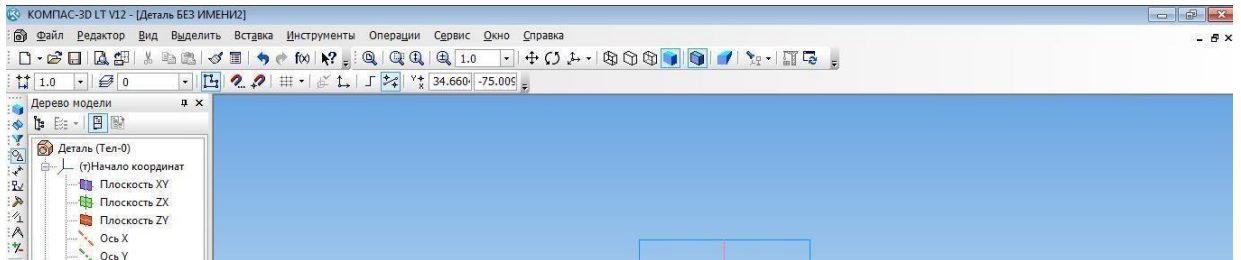 КОМПАС-3D LT V12 - [Деталь БЕЗ ИМЕНИ2]
Файл Редактор Вид Выделить Вставка Инструменты Операции Сервис Окно Справка
f(x) 1.0
1.0 0 34.660 -75.009
Дерево модели
Деталь (Тел-0)
(т)Начало координат
Плоскость XY
Плоскость ZX
Плоскость ZY
Ось X
Ось Y